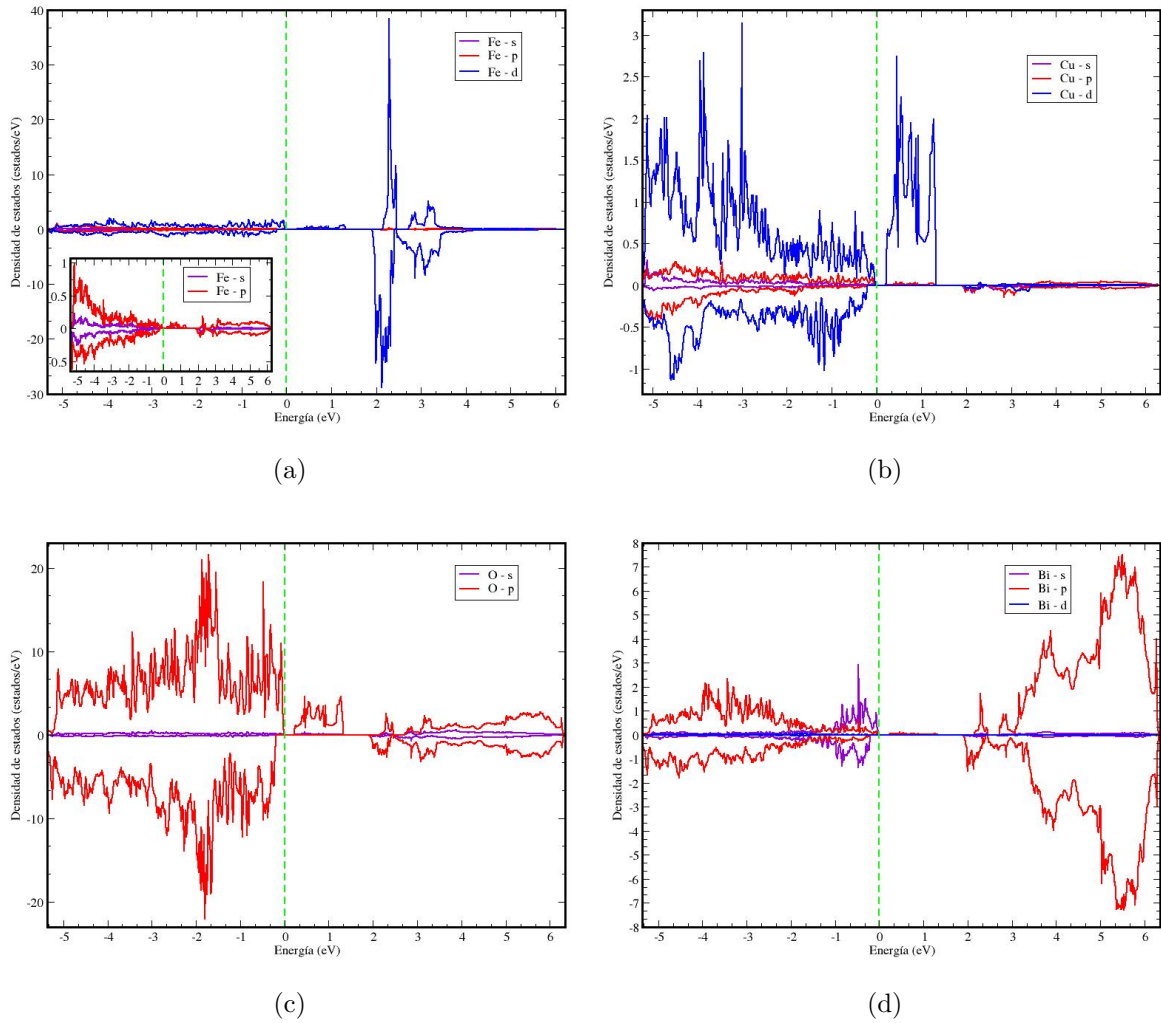 Densidad de estados (estados/eV)
40
30
20
10
0
-10
-20
-30
Fe - s
Fe - p
Fe - d
1
0.5
0
-0.5
Fe - s
Fe - p
-5 -4 -3 -2 -1 0 1 2 3 4 5 6
-5 -4 -3 -2 -1 0 1 2 3 4 5 6
Energía (eV)
(a)
Densidad de estados (estados/eV)
3
2.5
2
1.5
1
0.5
0
-0.5
-1
Cu - s
Cu - p
Cu - d
-5 -4 -3 -2 -1 0 1 2 3 4 5 6
Energía (eV)
(b)
Densidad de estados (estados/eV)
20
10
0
-10
-20
O - s
O - p
-5 -4 -3 -2 -1 0 1 2 3 4 5 6
Energía (eV)
(c)
Densidad de estados (estados/eV)
8
7
6
5
4
3
2
1
0
-1
-2
-3
-4
-5
-6
-7
-8
Bi - s
Bi - p
Bi - d
-5 -4 -3 -2 -1 0 1 2 3 4 5 6
Energía (eV)
(d)